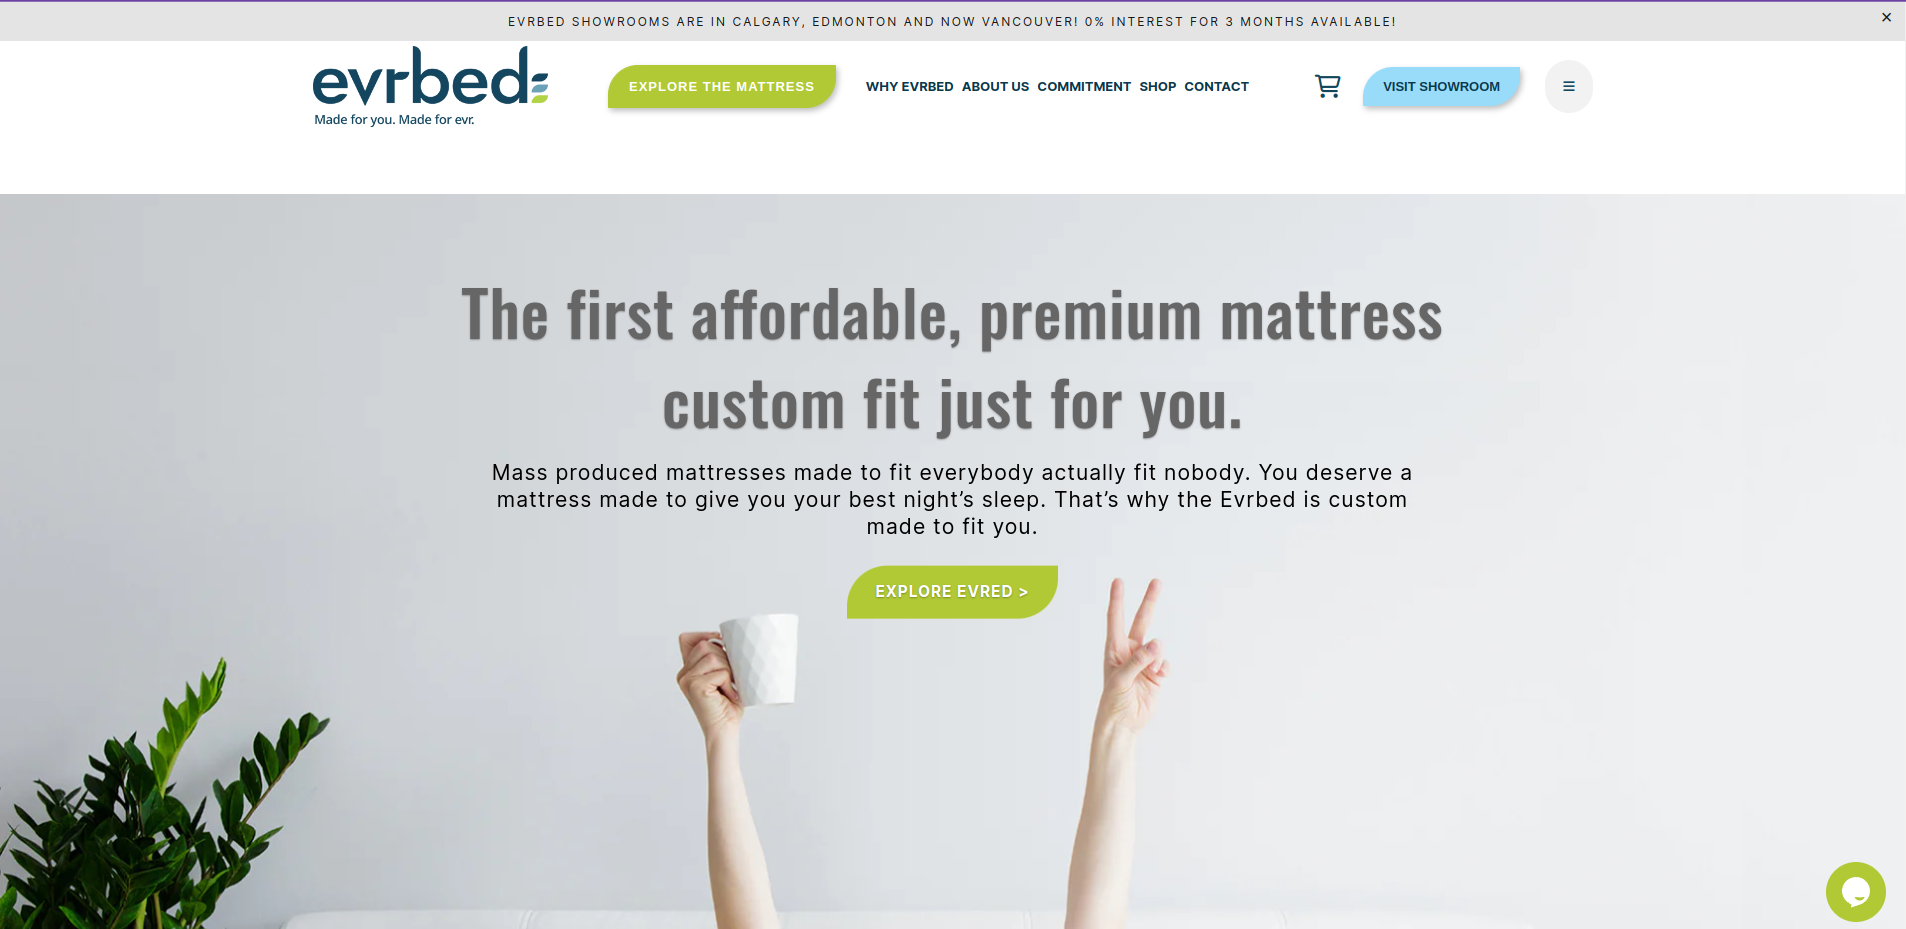 EVRBED SHOWROOMS ARE IN CALGARY, EDMONTON AND NOW VANCOUVER! 0% INTEREST FOR 3 MONTHS AVAILABLE!
evrbed
Made for you. Made for evr.
EXPLORE THE MATTRESS
WHY EVRBED ABOUT US COMMITMENT SHOP CONTACT
VISIT SHOWROOM
The first affordable, premium mattress
custom fit just for you.
Mass produced mattresses made to fit everybody actually fit nobody. You deserve a
mattress made to give you your best night’s sleep. That’s why the Evrbed is custom
made to fit you.
EXPLORE EVRED >